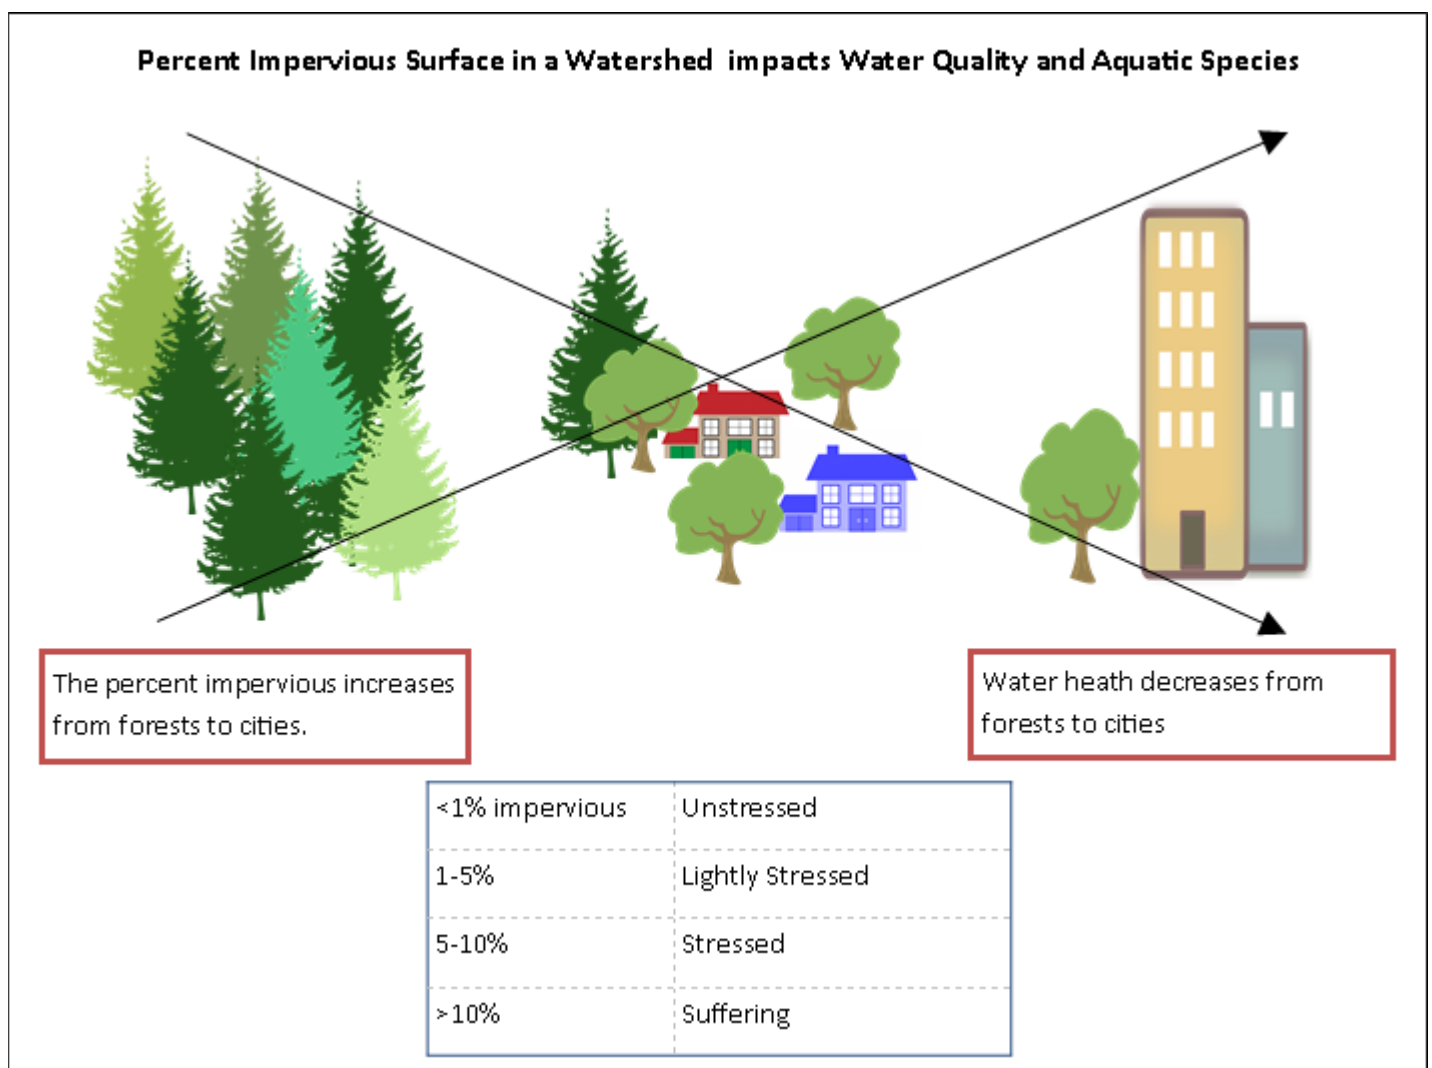 Percent Impervious Surface in a Watershed impacts Water Quality and Aquatic Species
The percent impervious increases
from forests to cities.
Water heath decreases from
forests to cities
<1% impervious Unstressed
1-5% Lightly Stressed
5-10% Stressed
>10% Suffering